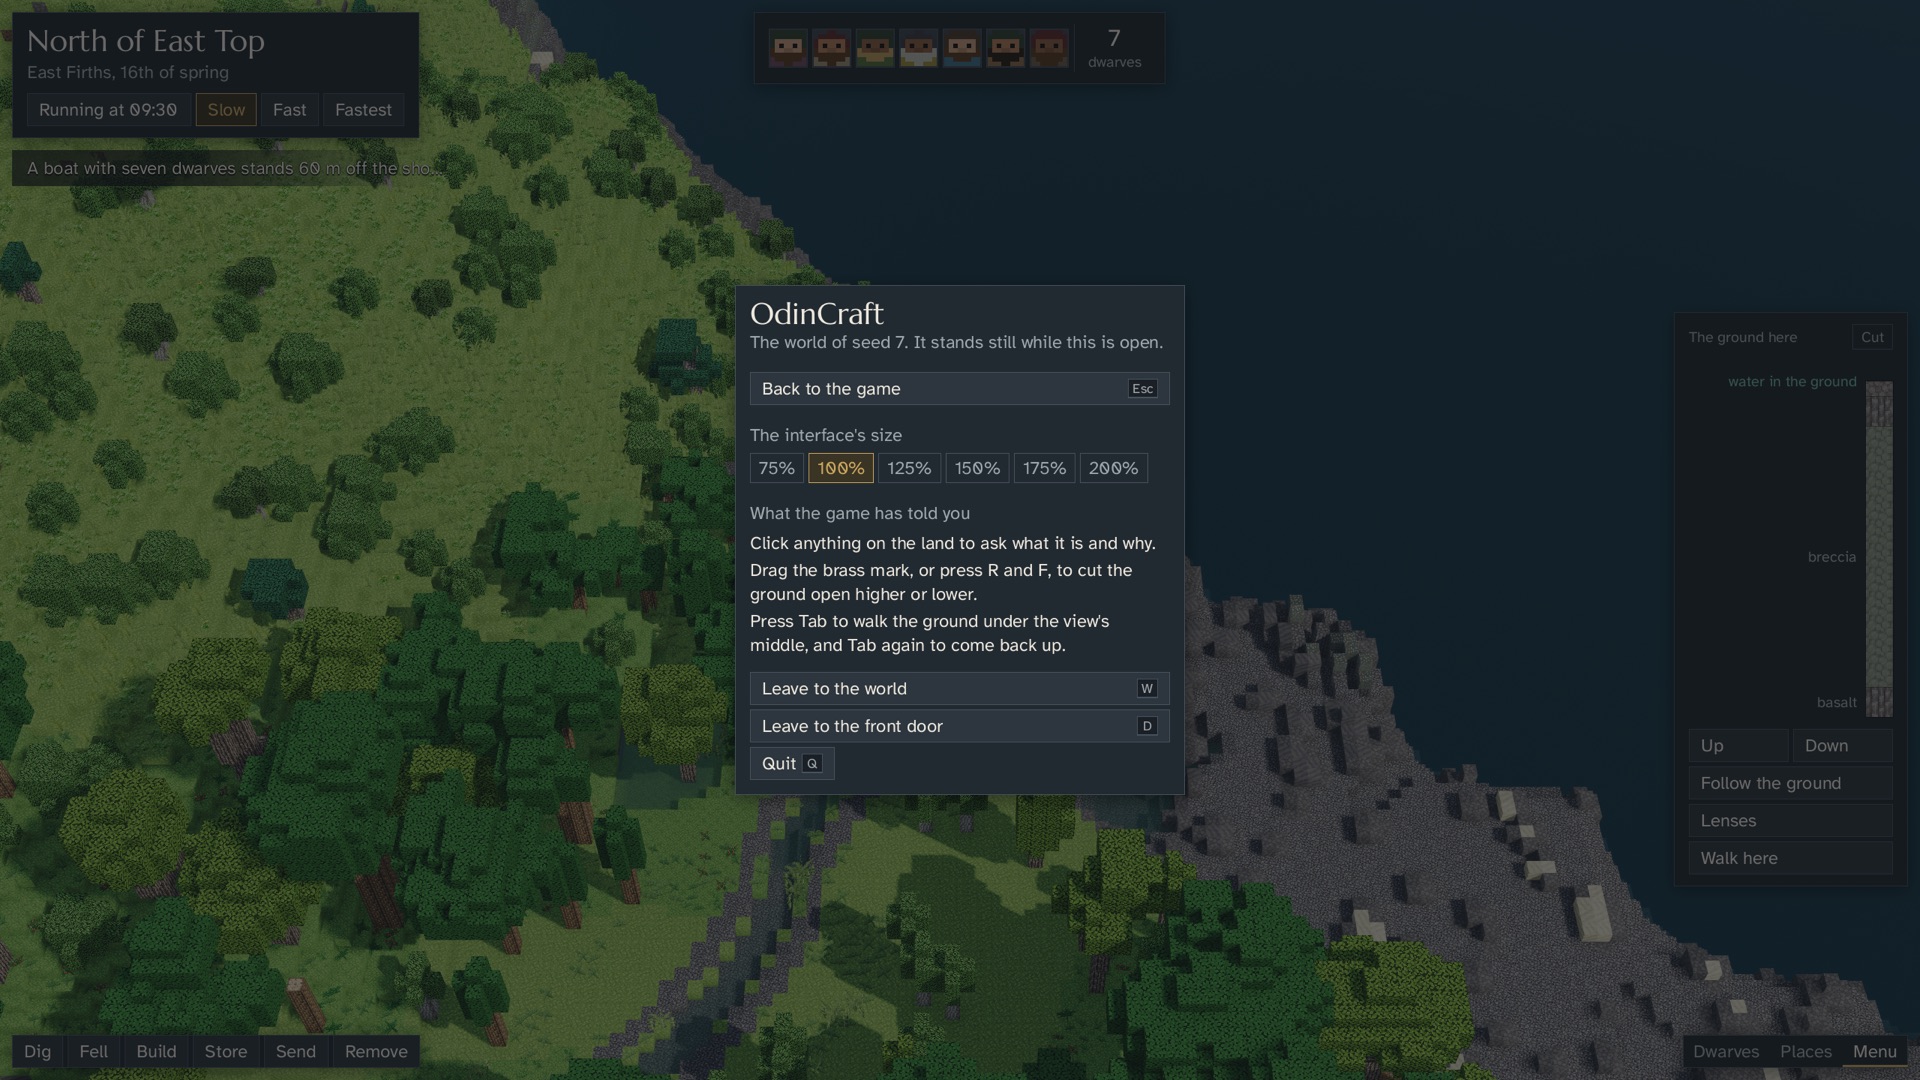 North of East Top
East Firths, 16th of spring
Running at 09:30 Slow Fast Fastest
A boat with seven dwarves stands 60 m off the sho...
7
dwarves
OdinCraft
The world of seed 7. It stands still while this is open.
Back to the game Esc
The interface's size
75% 100% 125% 150% 175% 200%
What the game has told you
Click anything on the land to ask what it is and why.
Drag the brass mark, or press R and F, to cut the
ground open higher or lower.
Press Tab to walk the ground under the view's
middle, and Tab again to come back up.
Leave to the world W
Leave to the front door D
Quit Q
The ground here Cut
water in the ground
breccia
basalt
Up Down
Follow the ground
Lenses
Walk here
Dig Fell Build Store Send Remove
Dwarves Places Menu